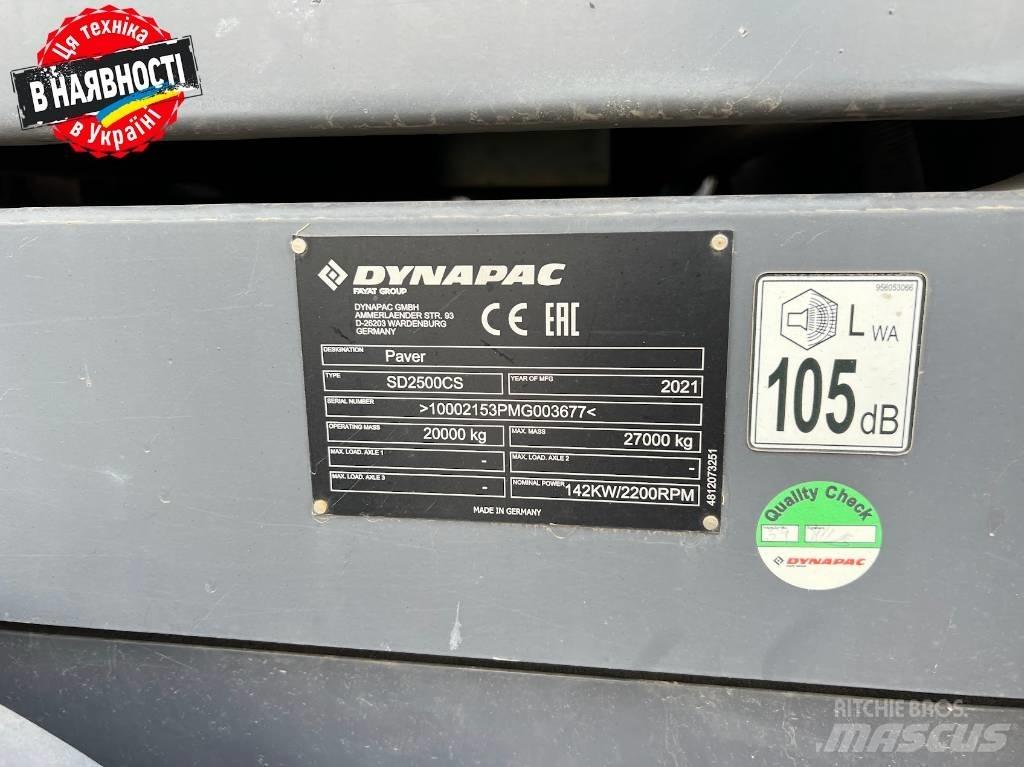 Ця техніка
В НАЯВНОСТІ
в Україні
DYNAPAC
FAYAT GROUP
DYNAPAC GMBH
AMMERLAENDER STR. 93
D-26203 WARDENBURG
GERMANY
CE EAC
DESIGNATION Paver
TYPE SD2500CS YEAR OF MFG 2021
SERIAL NUMBER >10002153PMG003677<
OPERATING MASS 20000 kg MAX. MASS 27000 kg
MAX. LOAD. AXLE 1 - MAX. LOAD. AXLE 2 -
MAX. LOAD. AXLE 3 - NOMINAL POWER 142KW/2200RPM
MADE IN GERMANY
4812073251
956053066
L WA
105 dB
Quality Check
DYNAPAC
RITCHIE BROS.
MASCUS